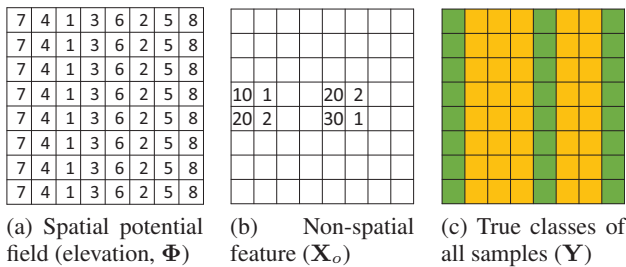 7 4 1 3 6 2 5 8
7 4 1 3 6 2 5 8
7 4 1 3 6 2 5 8
7 4 1 3 6 2 5 8
7 4 1 3 6 2 5 8
7 4 1 3 6 2 5 8
7 4 1 3 6 2 5 8
7 4 1 3 6 2 5 8
10 1 20 2
20 2 30 1
(a) Spatial potential
field (elevation, Φ)
(b) Non-spatial
feature (X_o)
(c) True classes of
all samples (Y)